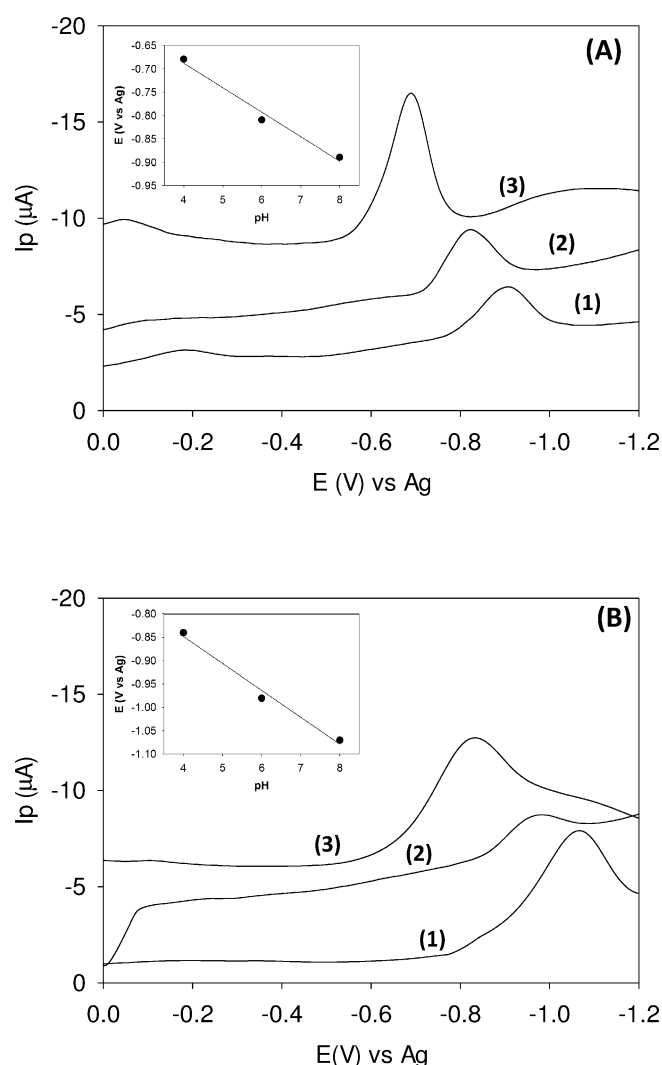 -20
(A)
-0.65
-0.70
-0.75
-0.80
-0.85
-0.90
-0.95
E (V vs Ag)
4 5 6 7 8
pH
-15
-10
-5
0
Ip (µA)
(3)
(2)
(1)
0.0 -0.2 -0.4 -0.6 -0.8 -1.0 -1.2
E (V) vs Ag
-20
(B)
-0.80
-0.85
-0.90
-0.95
-1.00
-1.05
-1.10
E (V vs Ag)
4 5 6 7 8
pH
-15
-10
-5
0
Ip (µA)
(3)
(2)
(1)
0.0 -0.2 -0.4 -0.6 -0.8 -1.0 -1.2
E(V) vs Ag